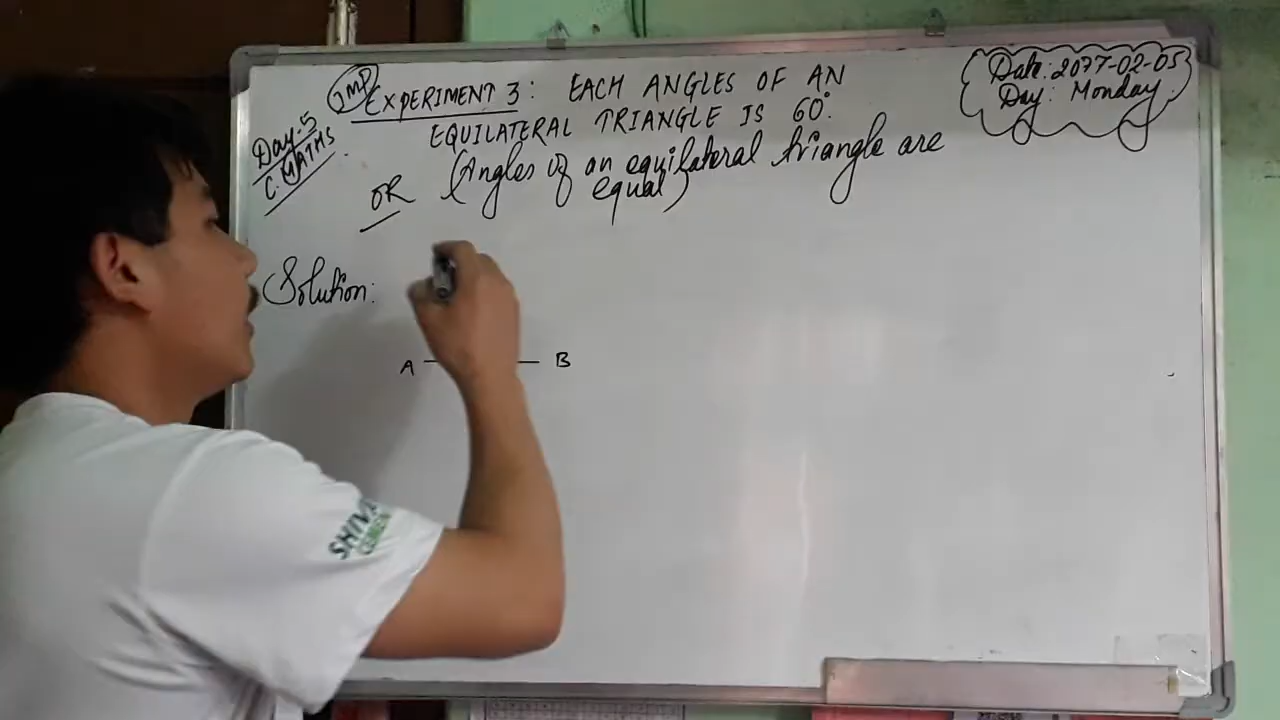 IMP
EXPERIMENT 3: EACH ANGLES OF AN
EQUILATERAL TRIANGLE IS 60°.
OR (Angles of an equilateral triangle are
equal)
Day-5
C. MATHS
Date: 2077-02-05
Day: Monday
Solution:
A B
SHIV